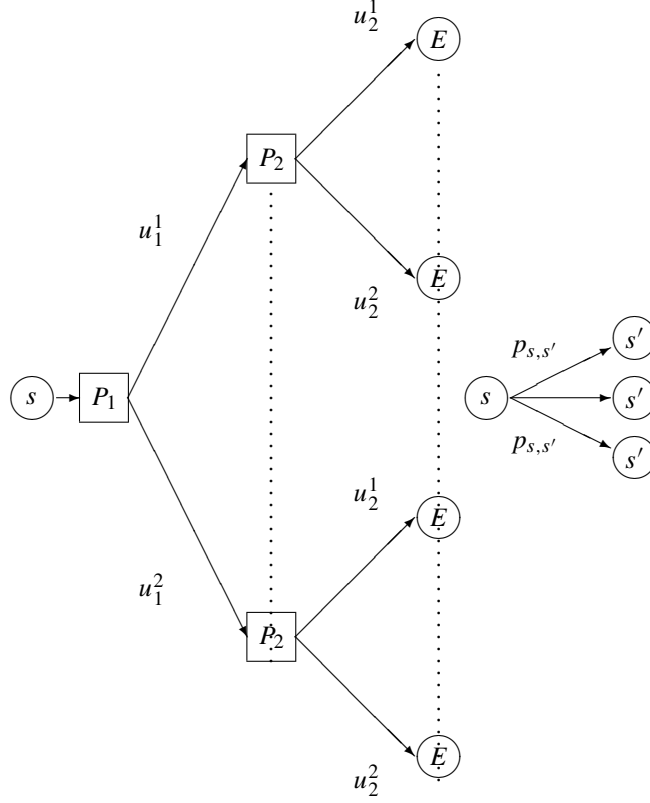 u_2^1
E
P_2
u_1^1
u_2^2
E
p_{s,s'}
s'
s
P_1
s
s'
p_{s,s'}
s'
u_2^1
E
u_1^2
P_2
E
u_2^2